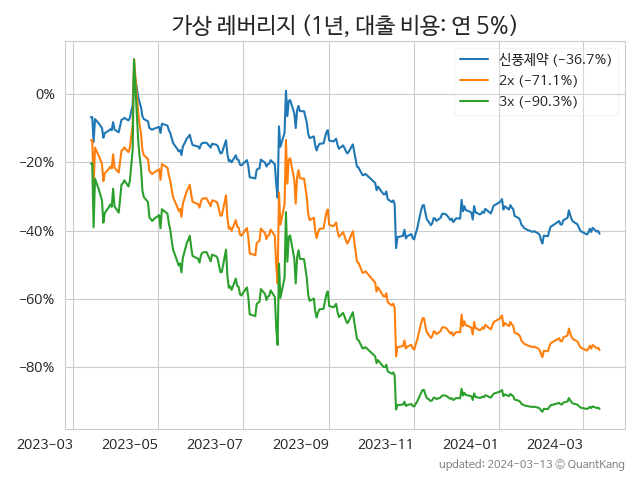 가상 레버리지 (1년, 대출 비용: 연 5%)
신풍제약 (−36.7%)
2x (−71.1%)
3x (−90.3%)
0%
−20%
−40%
−60%
−80%
2023−03 2023−05 2023−07 2023−09 2023−11 2024−01 2024−03
updated: 2024-03-13 © QuantKang